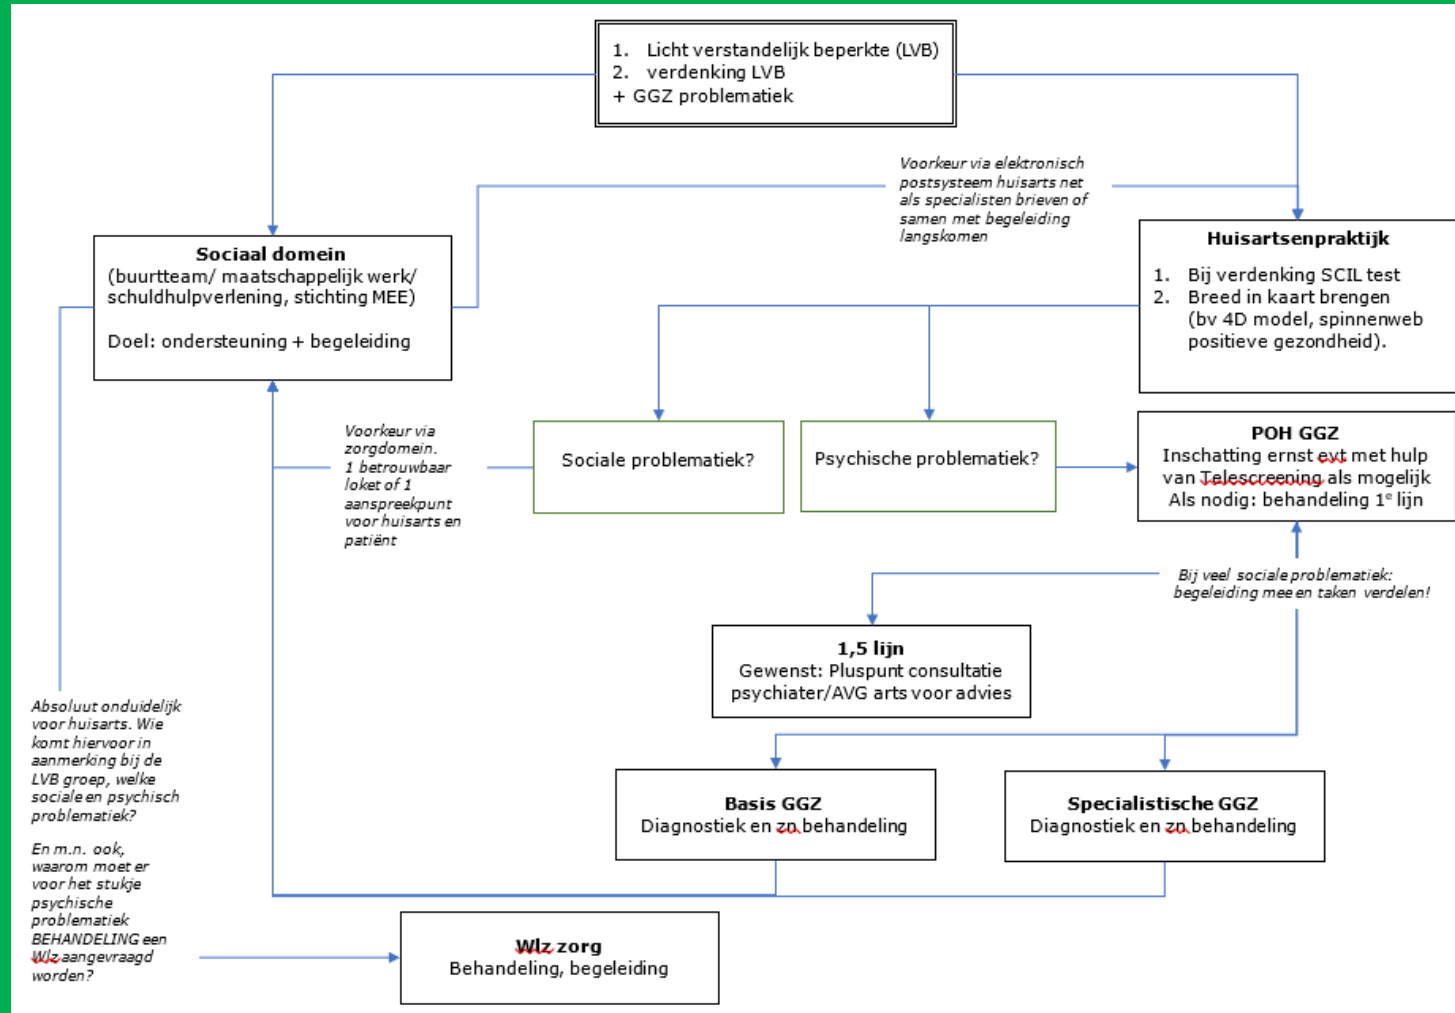 1. Licht verstandelijk beperkte (LVB)
2. verdenking LVB
+ GGZ problematiek
Voorkeur via elektronisch
postsysteem huisarts net
als specialisten brieven of
samen met begeleiding
langskomen
Sociaal domein
(buurtteam/ maatschappelijk werk/
schuldhulpverlening, stichting MEE)
Doel: ondersteuning + begeleiding
Huisartsenpraktijk
1. Bij verdenking SCIL test
2. Breed in kaart brengen
(bv 4D model, spinnenweb
positieve gezondheid).
Voorkeur via
zorgdomein.
1 betrouwbaar
loket of 1
aanspreekpunt
voor huisarts en
patiënt
Sociale problematiek?
Psychische problematiek?
POH GGZ
Inschatting ernst evt met hulp
van Telescreening als mogelijk
Als nodig: behandeling 1e lijn
Bij veel sociale problematiek:
begeleiding mee en taken verdelen!
1,5 lijn
Gewenst: Pluspunt consultatie
psychiater/AVG arts voor advies
Absoluut onduidelijk
voor huisarts. Wie
komt hiervoor in
aanmerking bij de
LVB groep, welke
sociale en psychisch
problematiek?
En m.n. ook,
waarom moet er
voor het stukje
psychische
problematiek
BEHANDELING een
Wlz aangevraagd
worden?
Basis GGZ
Diagnostiek en zn behandeling
Specialistische GGZ
Diagnostiek en zn behandeling
Wlz zorg
Behandeling, begeleiding